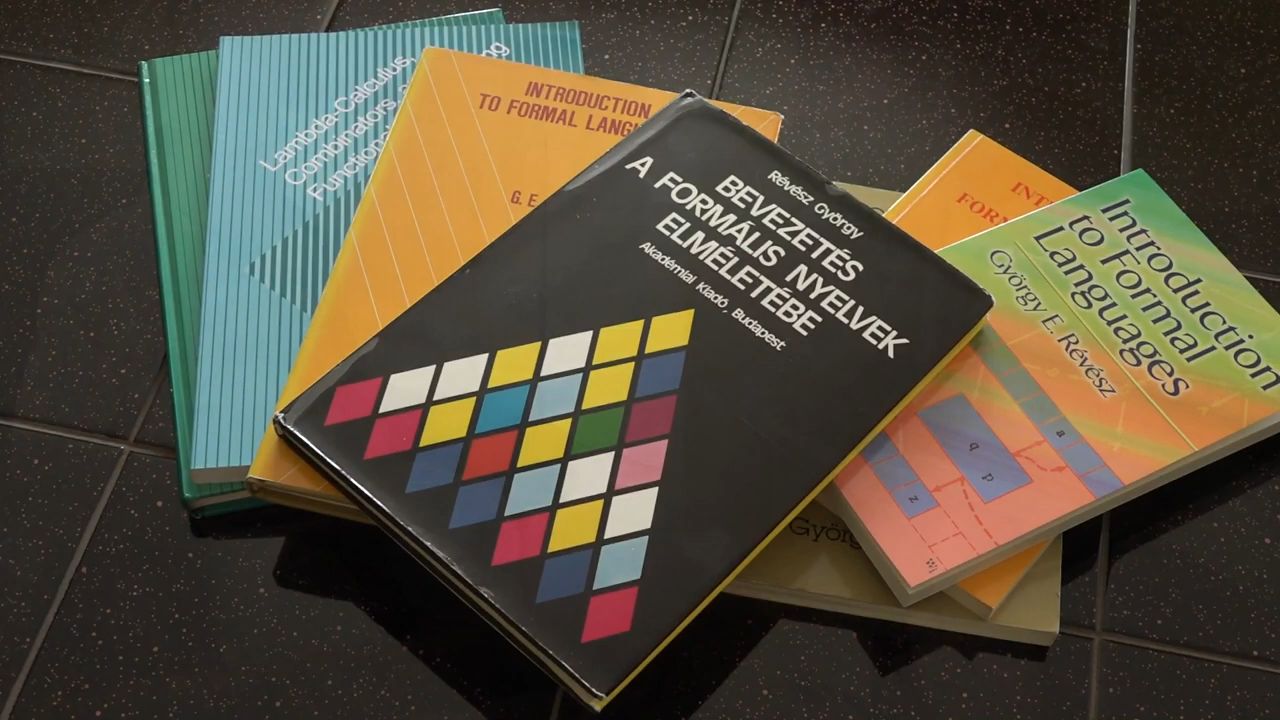 Lambda-Calculus,
Combinators,
INTRODUCTION
TO FORMAL
G. E.
Révész György
BEVEZETÉS
A FORMÁLIS NYELVEK
ELMÉLETÉBE
Akadémiai Kiadó, Budapest
Introduction
to Formal
Languages
György E. Révész
a
q
p
z